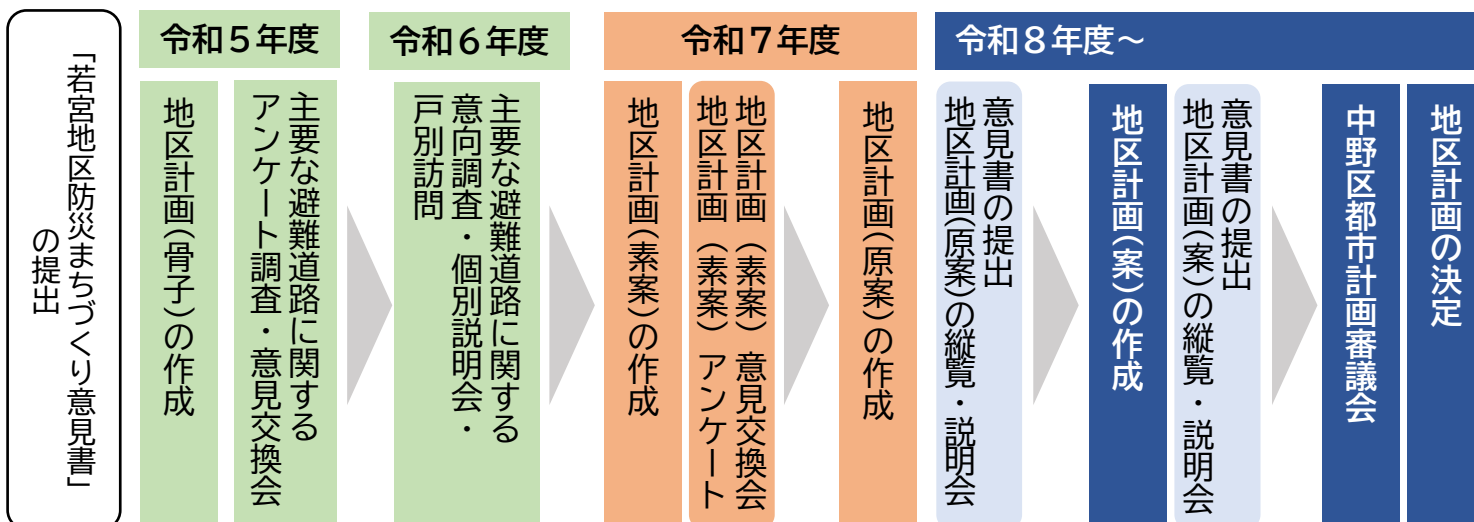 「若宮地区防災まちづくり意見書」
の提出
令和5年度
地区計画(骨子)の作成
主要な避難道路に関する
アンケート調査・意見交換会
令和6年度
主要な避難道路に関する
意向調査・個別説明会・
戸別訪問
令和7年度
地区計画(素案)の作成
地区計画(素案)意見交換会
地区計画(素案)アンケート
地区計画(原案)の作成
令和8年度～
意見書の提出
地区計画(原案)の縦覧・説明会
地区計画(案)の作成
意見書の提出
地区計画(案)の縦覧・説明会
中野区都市計画審議会
地区計画の決定